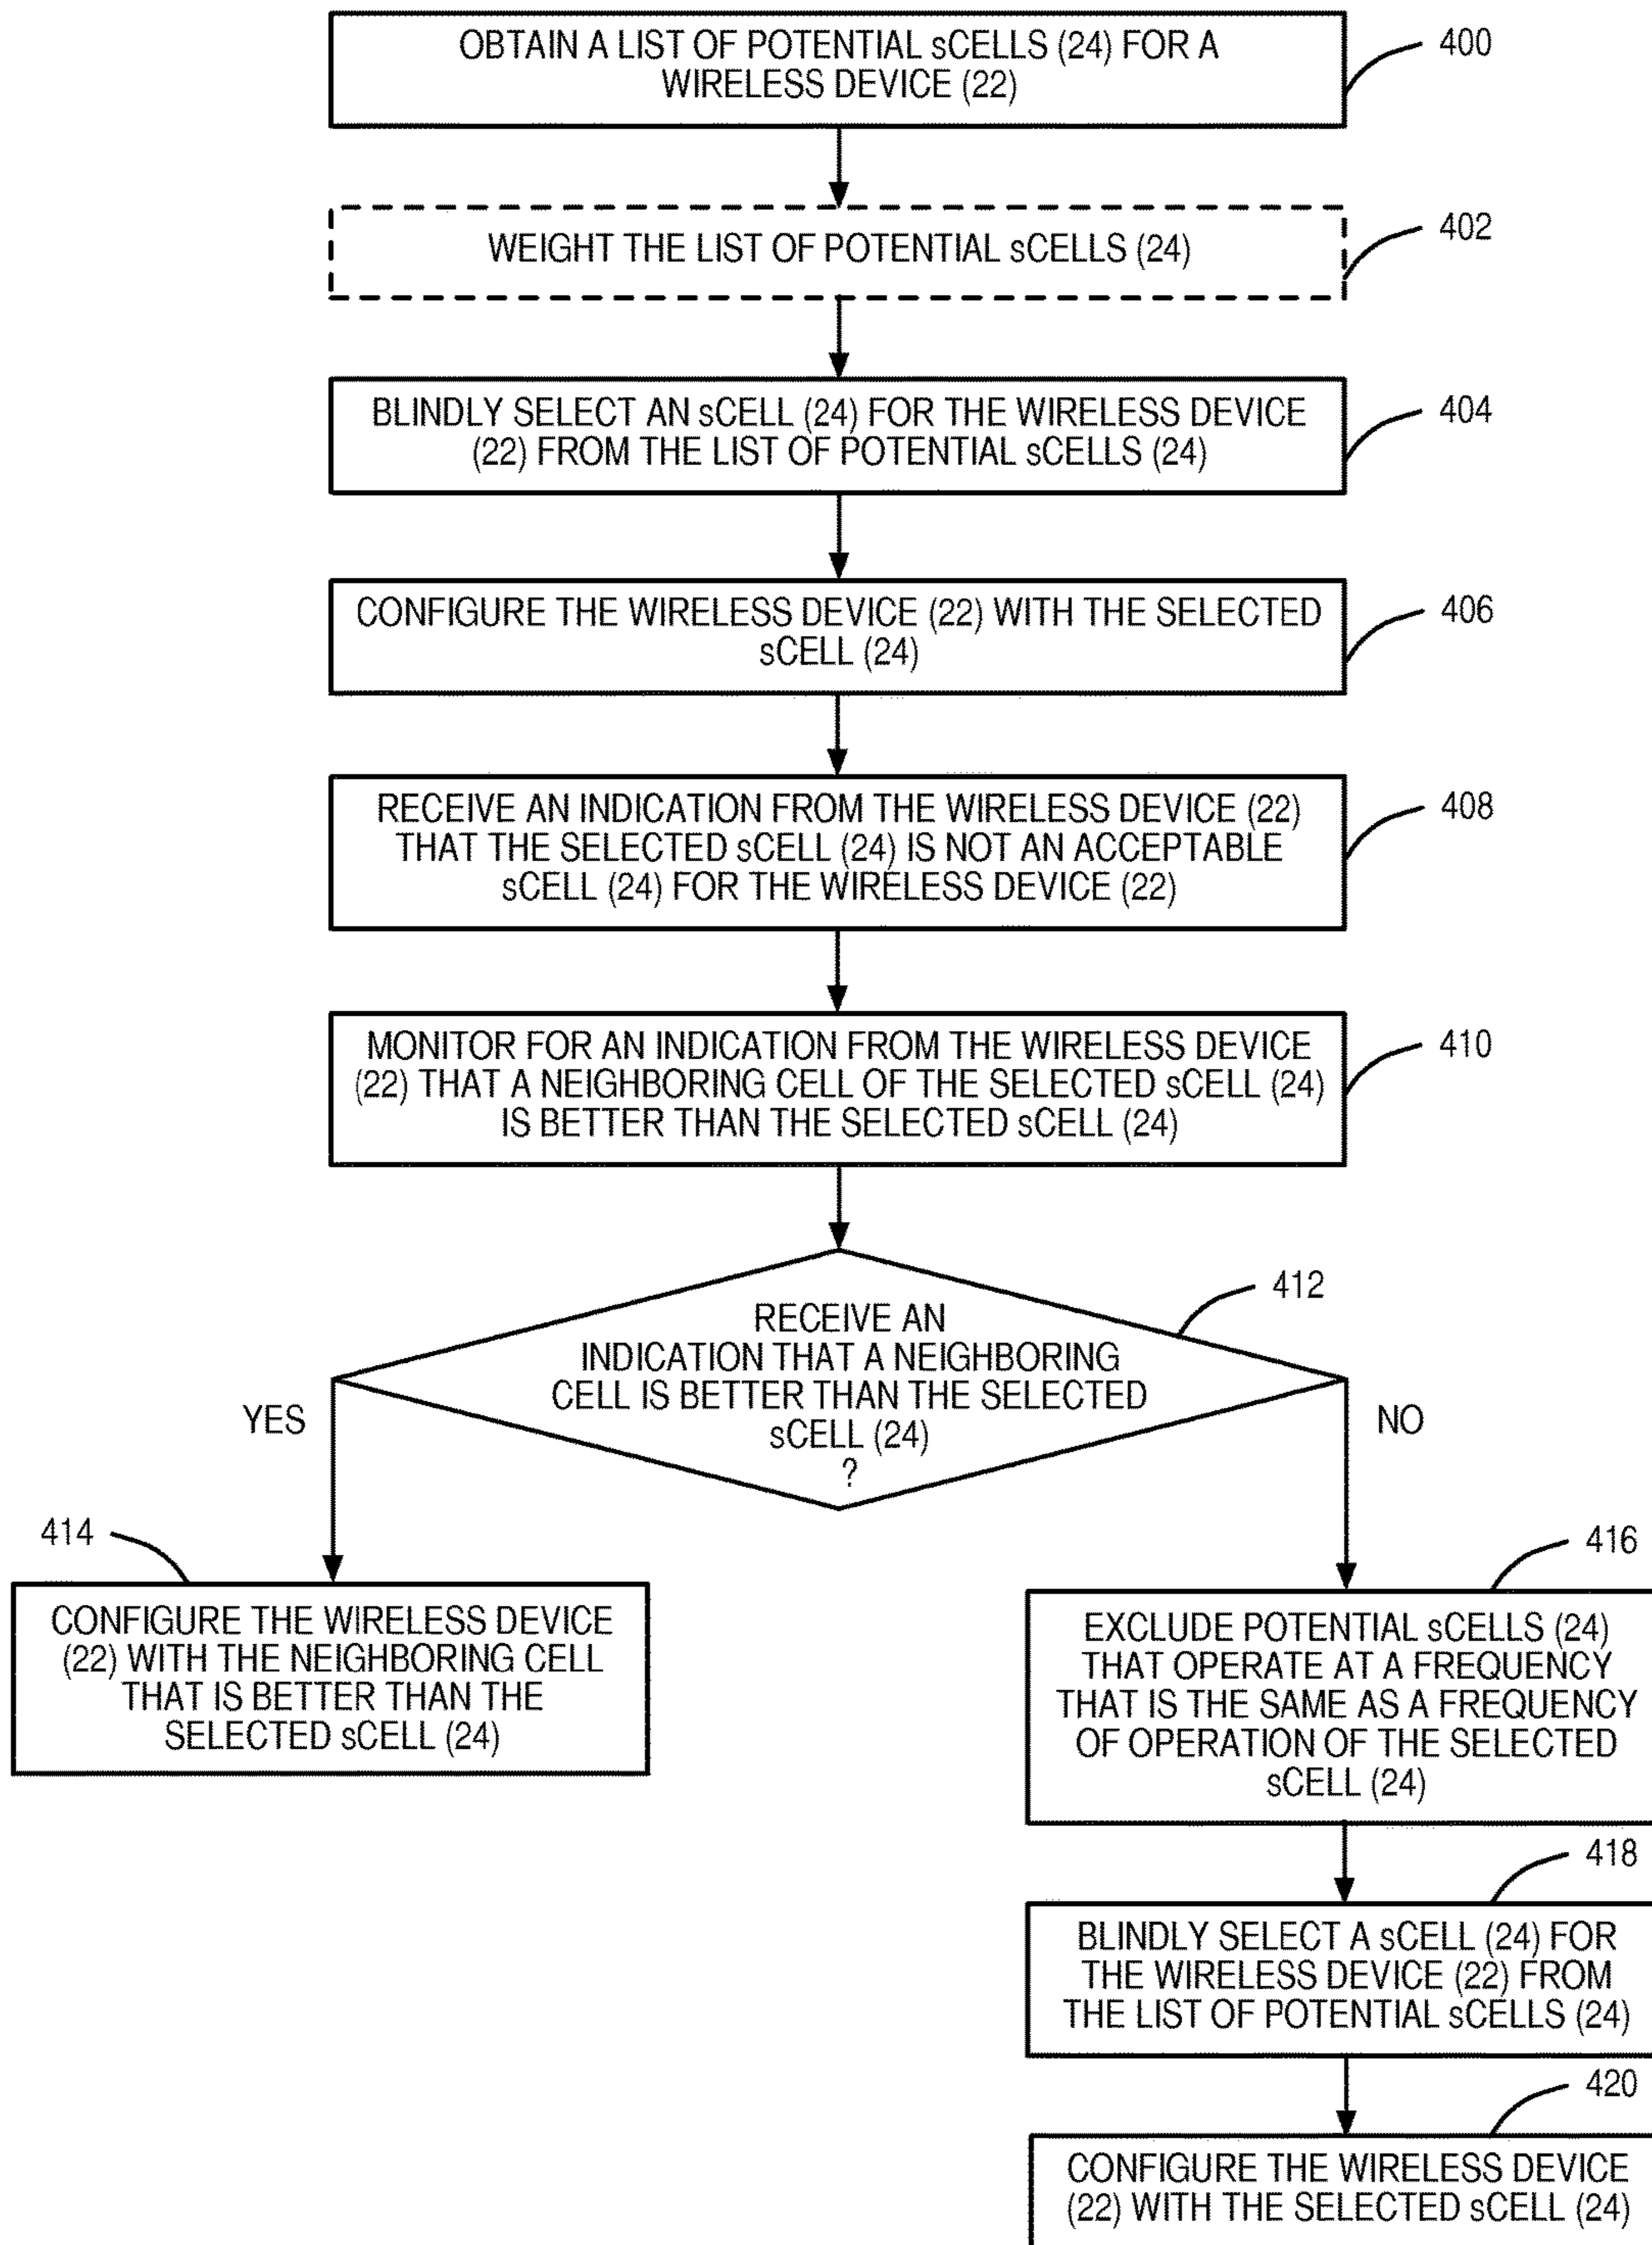 OBTAIN A LIST OF POTENTIAL sCELLS (24) FOR A
WIRELESS DEVICE (22)
400
WEIGHT THE LIST OF POTENTIAL sCELLS (24)
402
BLINDLY SELECT AN sCELL (24) FOR THE WIRELESS DEVICE
(22) FROM THE LIST OF POTENTIAL sCELLS (24)
404
CONFIGURE THE WIRELESS DEVICE (22) WITH THE SELECTED
sCELL (24)
406
RECEIVE AN INDICATION FROM THE WIRELESS DEVICE (22)
THAT THE SELECTED sCELL (24) IS NOT AN ACCEPTABLE
sCELL (24) FOR THE WIRELESS DEVICE (22)
408
MONITOR FOR AN INDICATION FROM THE WIRELESS DEVICE
(22) THAT A NEIGHBORING CELL OF THE SELECTED sCELL (24)
IS BETTER THAN THE SELECTED sCELL (24)
410
RECEIVE AN
INDICATION THAT A NEIGHBORING
CELL IS BETTER THAN THE SELECTED
sCELL (24)
?
412
YES
NO
414
CONFIGURE THE WIRELESS DEVICE
(22) WITH THE NEIGHBORING CELL
THAT IS BETTER THAN THE
SELECTED sCELL (24)
416
EXCLUDE POTENTIAL sCELLS (24)
THAT OPERATE AT A FREQUENCY
THAT IS THE SAME AS A FREQUENCY
OF OPERATION OF THE SELECTED
sCELL (24)
418
BLINDLY SELECT A sCELL (24) FOR
THE WIRELESS DEVICE (22) FROM
THE LIST OF POTENTIAL sCELLS (24)
420
CONFIGURE THE WIRELESS DEVICE
(22) WITH THE SELECTED sCELL (24)